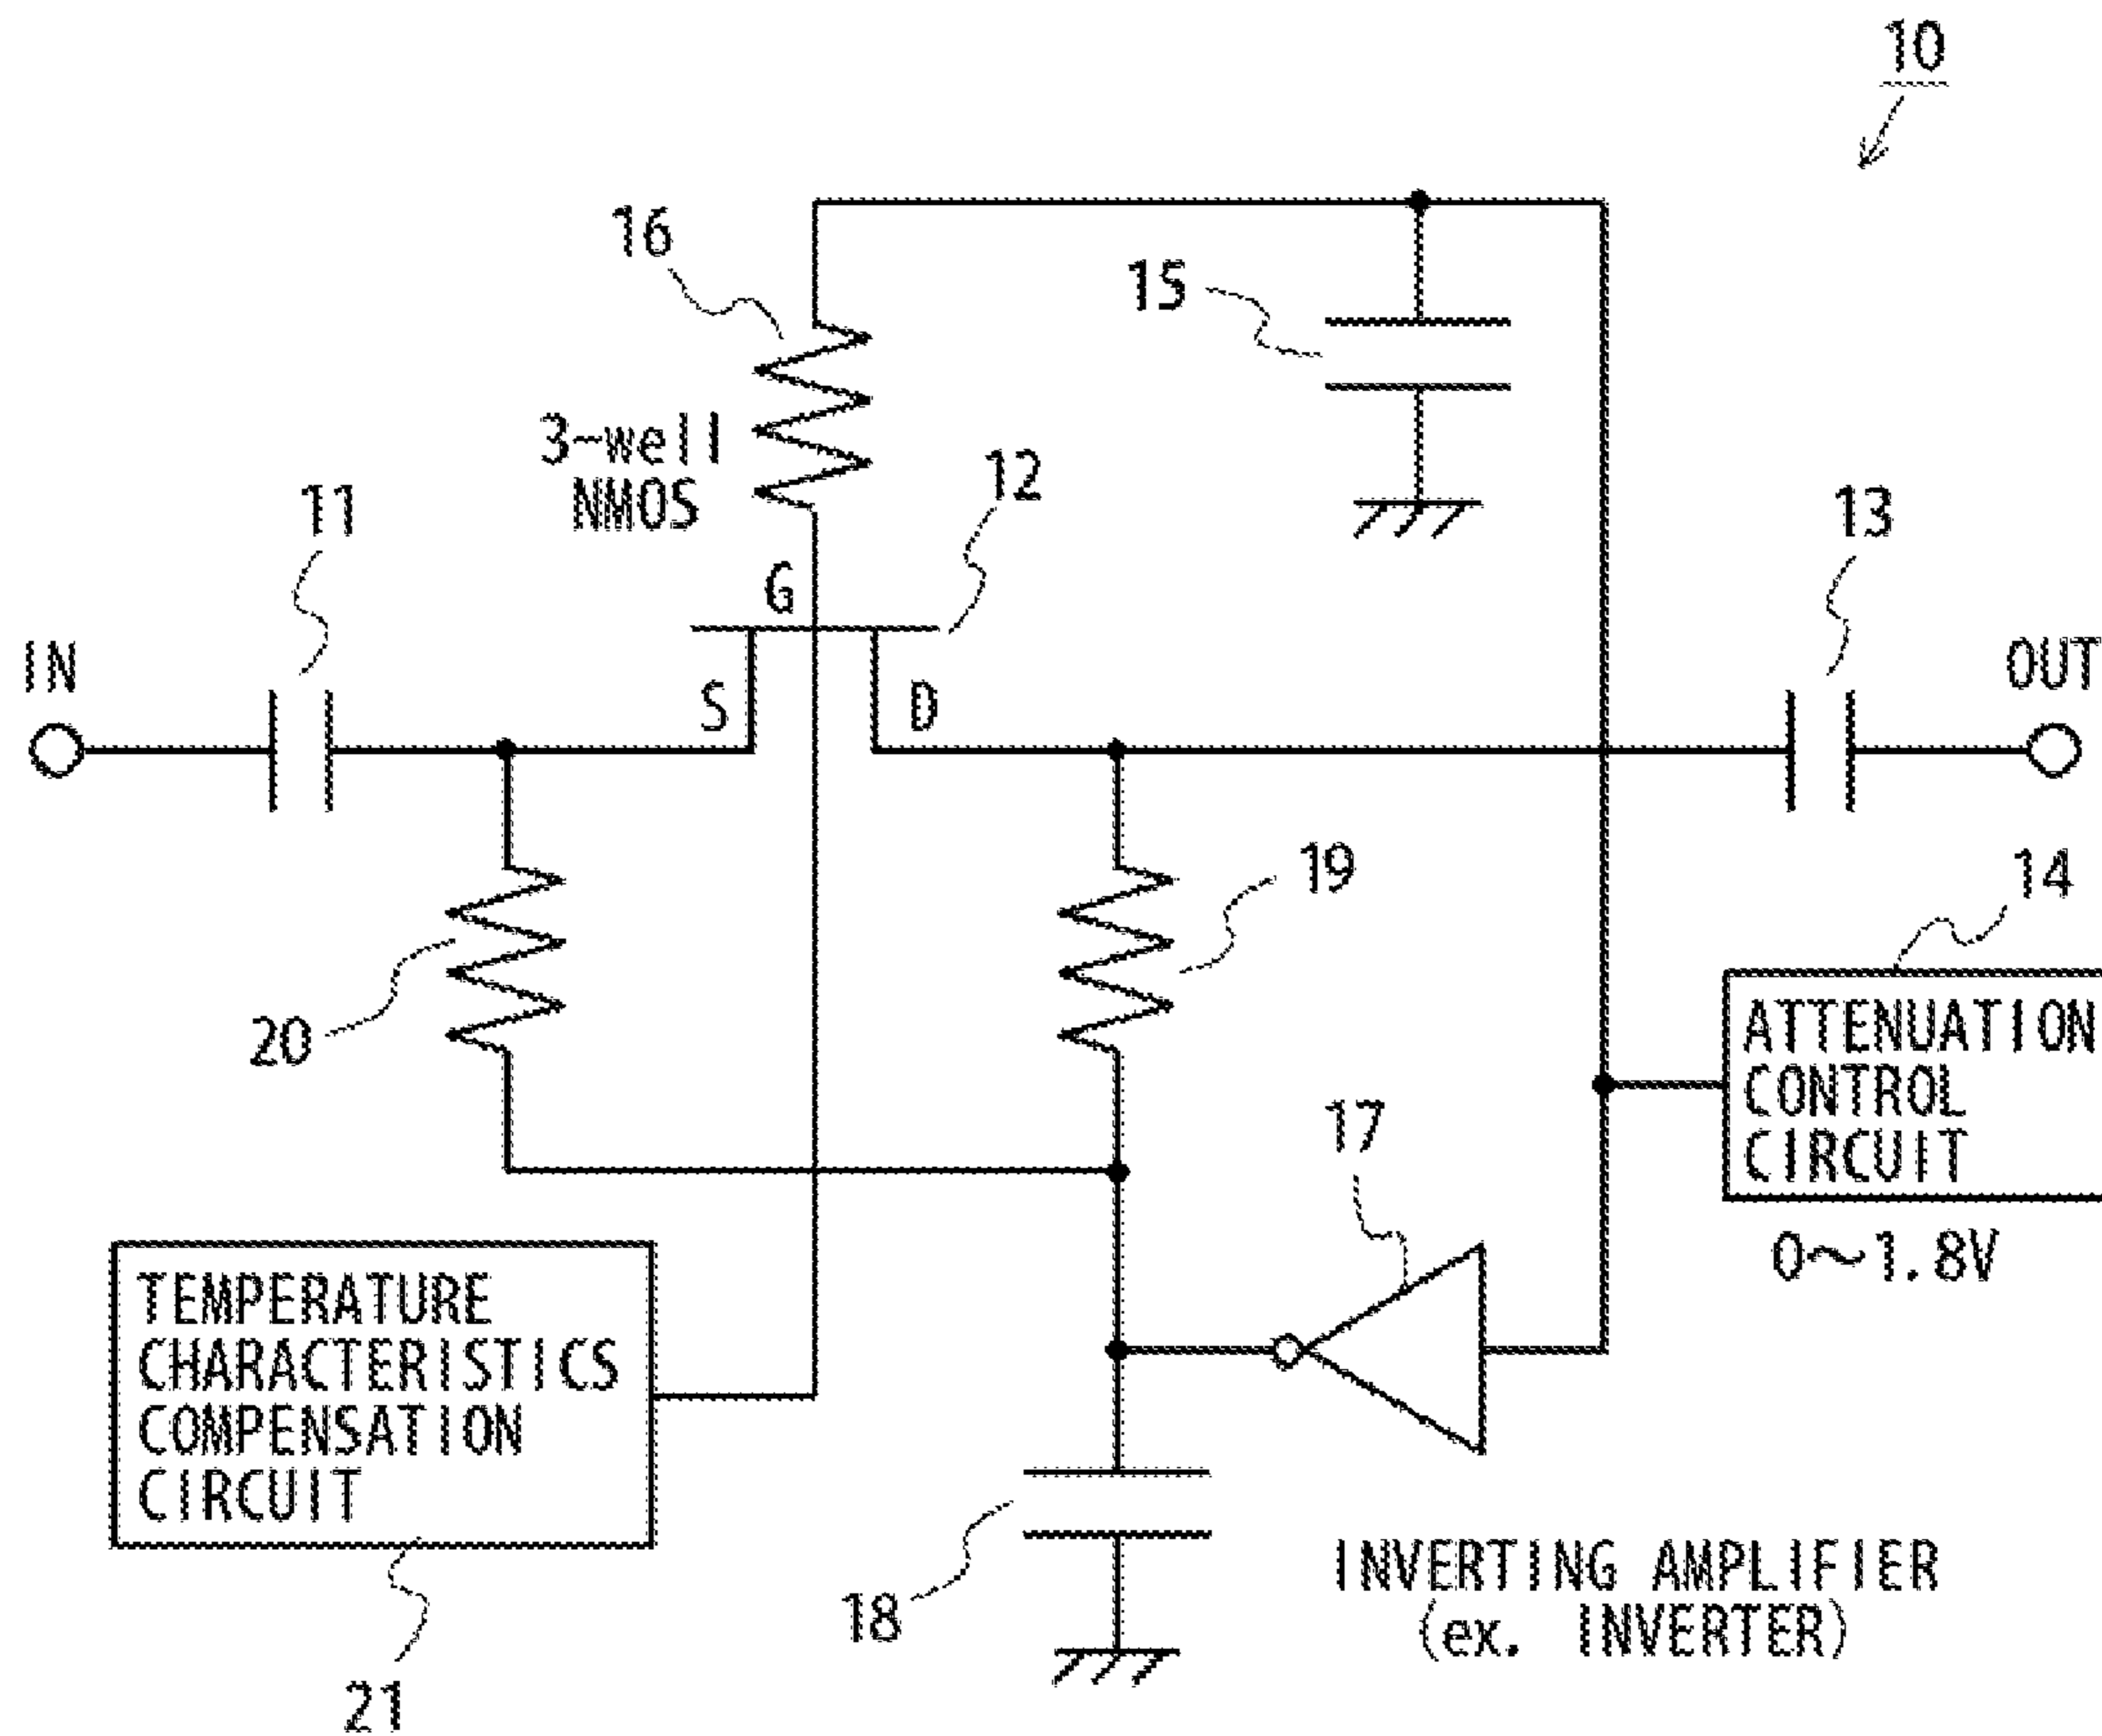 10
16
15
3-well
NMOS
12
11
13
G
IN
S
D
OUT
19
14
20
ATTENUATION
CONTROL
CIRCUIT
17
0~1.8V
TEMPERATURE
CHARACTERISTICS
COMPENSATION
CIRCUIT
18
INVERTING AMPLIFIER
(ex. INVERTER)
21